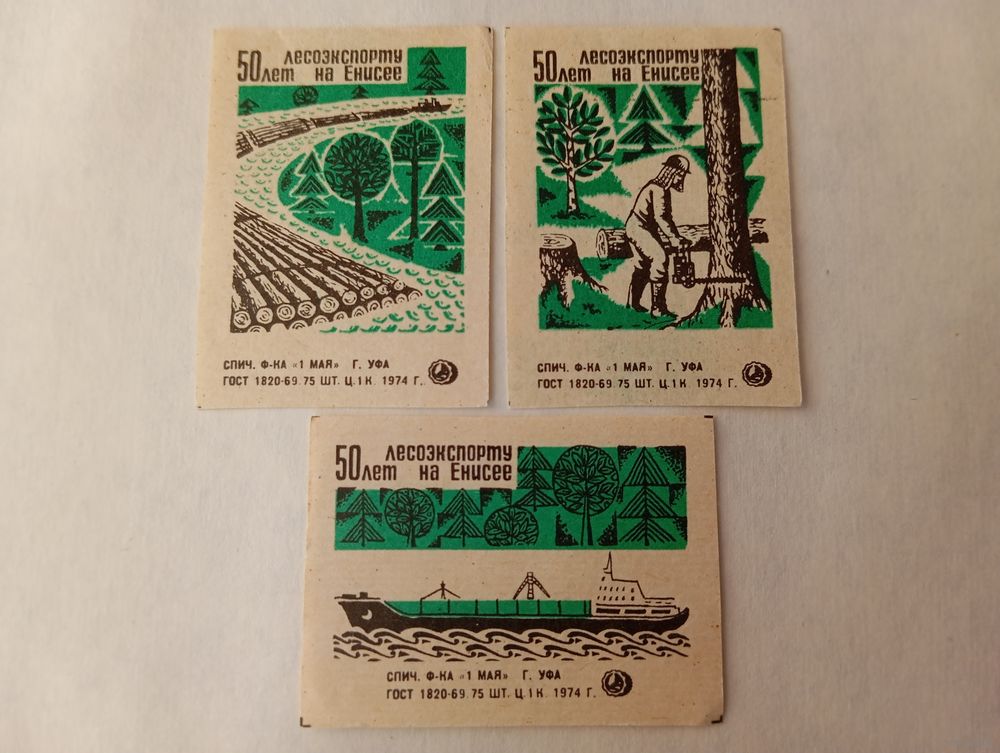 50 лет лесоэкспорту
на Енисее
СПИЧ. Ф-КА «1 МАЯ» Г. УФА
ГОСТ 1820-69. 75 ШТ. Ц. 1 К. 1974 Г.
50 лет лесоэкспорту
на Енисее
СПИЧ. Ф-КА «1 МАЯ» Г. УФА
ГОСТ 1820-69. 75 ШТ. Ц. 1 К. 1974 Г.
50 лет лесоэкспорту
на Енисее
СПИЧ. Ф-КА «1 МАЯ» Г. УФА
ГОСТ 1820-69. 75 ШТ. Ц. 1 К. 1974 Г.